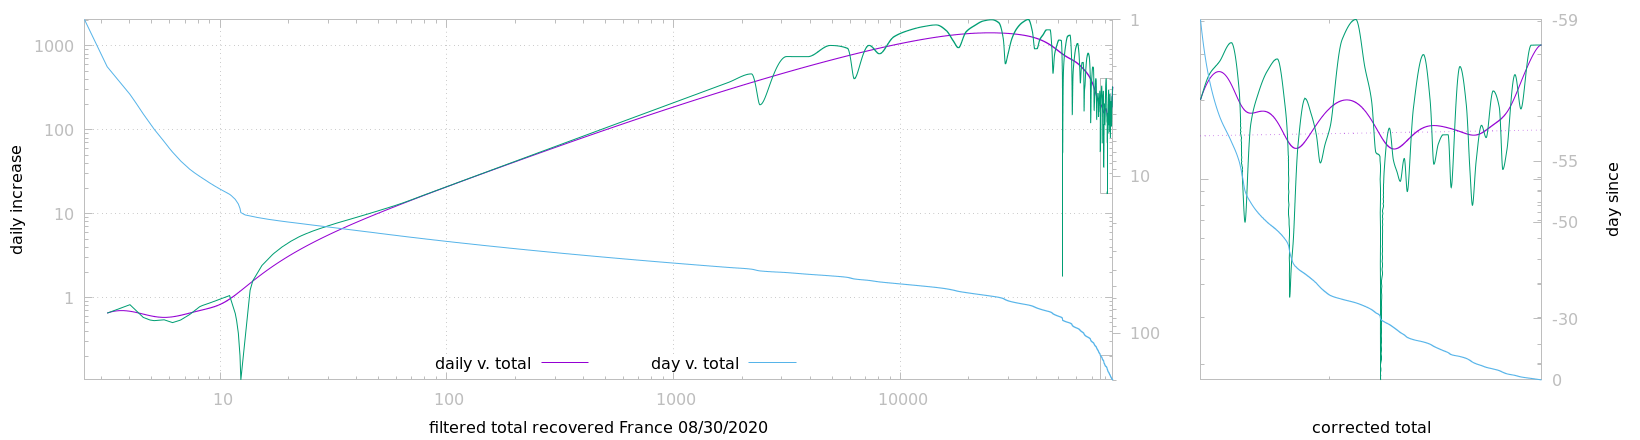 1000
100
10
1
daily increase
10
100
1000
10000
filtered total recovered France 08/30/2020
daily v. total
day v. total
1
10
100
-59
-55
-50
-30
0
day since
corrected total